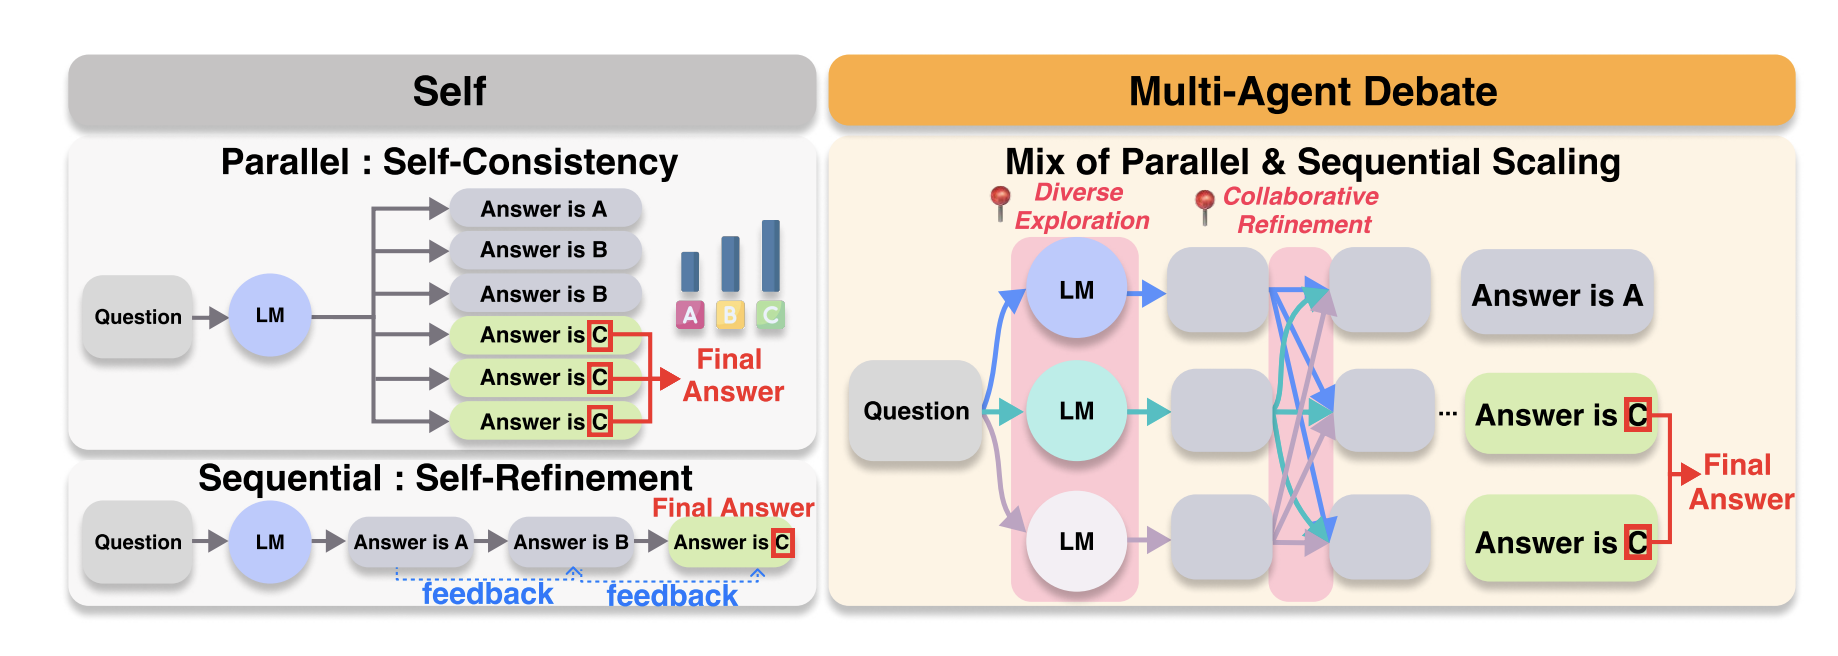 Self
Parallel : Self-Consistency
Question
LM
Answer is A
Answer is B
Answer is B
Answer is C
Answer is C
Answer is C
A B C
Final
Answer
Sequential : Self-Refinement
Final Answer
Question
LM
Answer is A
Answer is B
Answer is C
feedback
feedback
Multi-Agent Debate
Mix of Parallel & Sequential Scaling
Diverse
Exploration
Collaborative
Refinement
Question
LM
LM
LM
...
Answer is A
Answer is C
Answer is C
Final
Answer